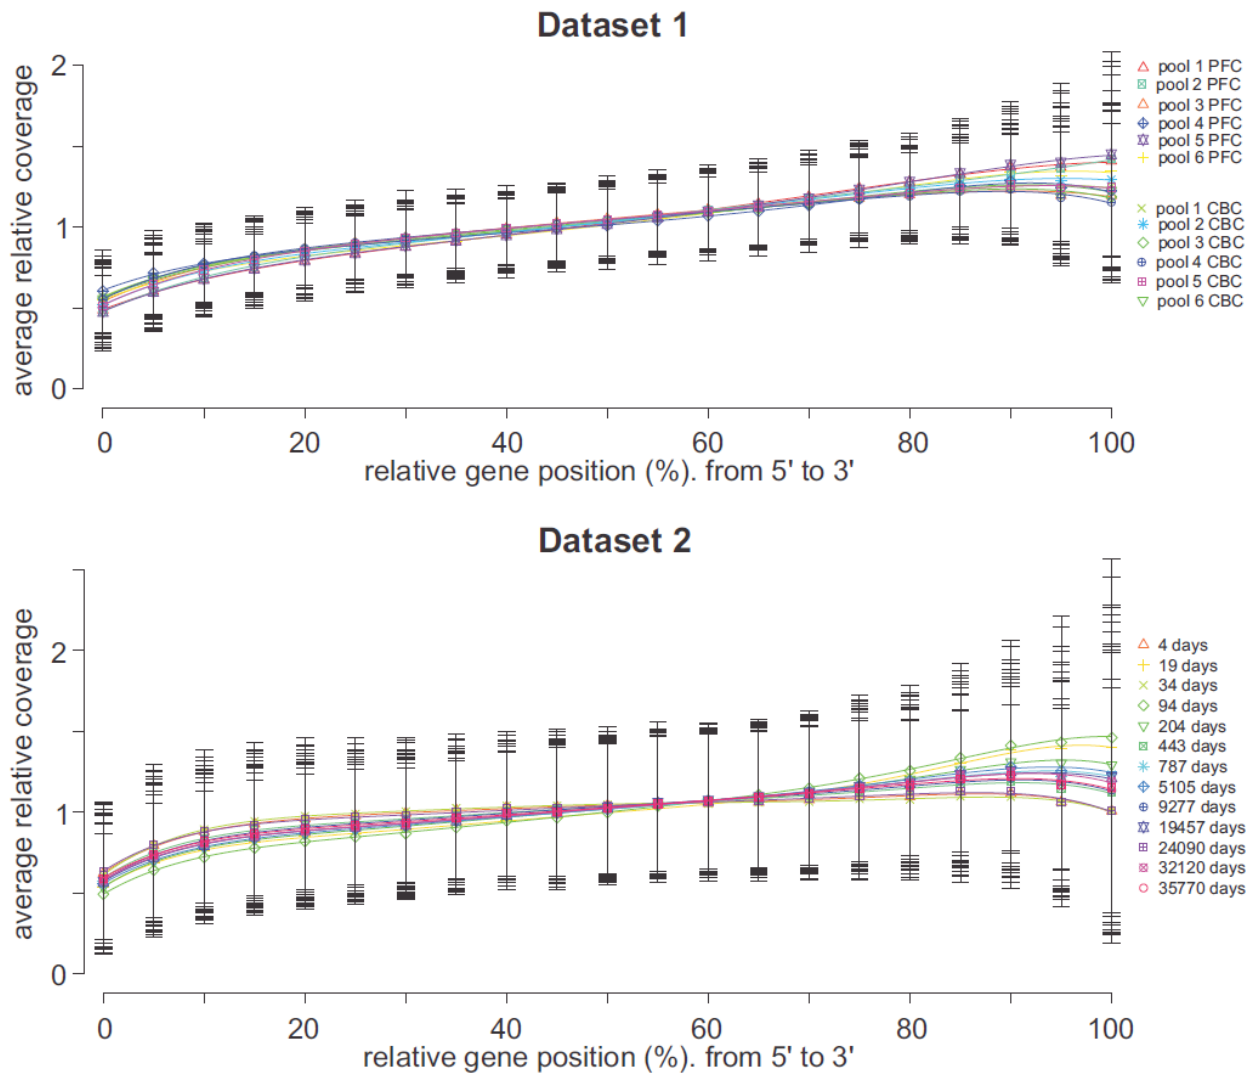 Dataset 1
average relative coverage
2
1
0
0
20
40
60
80
100
relative gene position (%). from 5' to 3'
pool 1 PFC
pool 2 PFC
pool 3 PFC
pool 4 PFC
pool 5 PFC
pool 6 PFC
pool 1 CBC
pool 2 CBC
pool 3 CBC
pool 4 CBC
pool 5 CBC
pool 6 CBC
Dataset 2
average relative coverage
2
1
0
0
20
40
60
80
100
relative gene position (%). from 5' to 3'
4 days
19 days
34 days
94 days
204 days
443 days
787 days
5105 days
9277 days
19457 days
24090 days
32120 days
35770 days